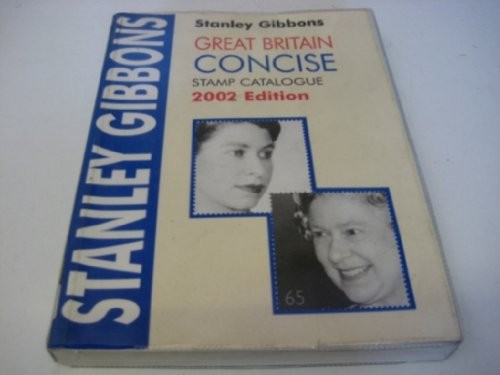 STANLEY GIBBONS
Stanley Gibbons
GREAT BRITAIN
CONCISE
STAMP CATALOGUE
2002 Edition
65